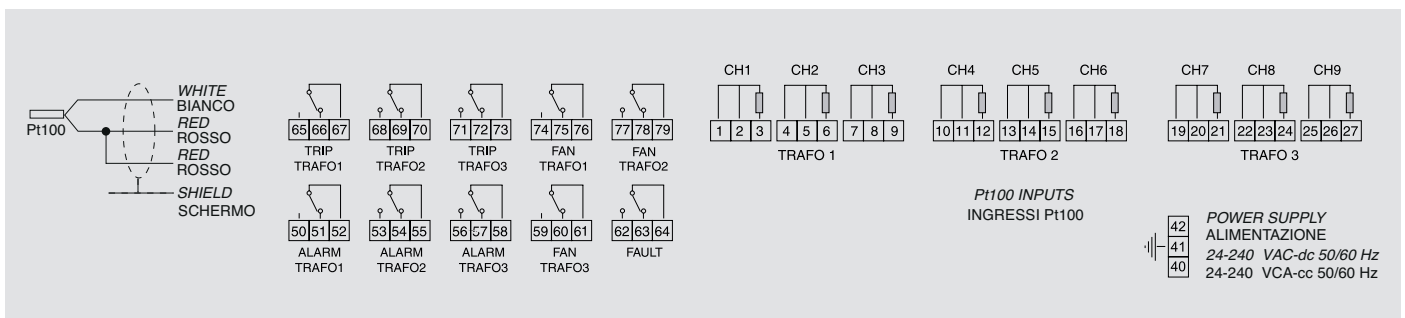 WHITE
BIANCO
RED
ROSSO
Pt100
RED
ROSSO
SHIELD
SCHERMO
65 66 67
TRIP
TRAFO1
68 69 70
TRIP
TRAFO2
71 72 73
TRIP
TRAFO3
74 75 76
FAN
TRAFO1
77 78 79
FAN
TRAFO2
50 51 52
ALARM
TRAFO1
53 54 55
ALARM
TRAFO2
56 57 58
ALARM
TRAFO3
59 60 61
FAN
TRAFO3
62 63 64
FAULT
CH1 CH2 CH3
1 2 3 4 5 6 7 8 9
TRAFO 1
CH4 CH5 CH6
10 11 12 13 14 15 16 17 18
TRAFO 2
CH7 CH8 CH9
19 20 21 22 23 24 25 26 27
TRAFO 3
Pt100 INPUTS
INGRESSI Pt100
42
41
40
POWER SUPPLY
ALIMENTAZIONE
24-240 VAC-dc 50/60 Hz
24-240 VCA-cc 50/60 Hz